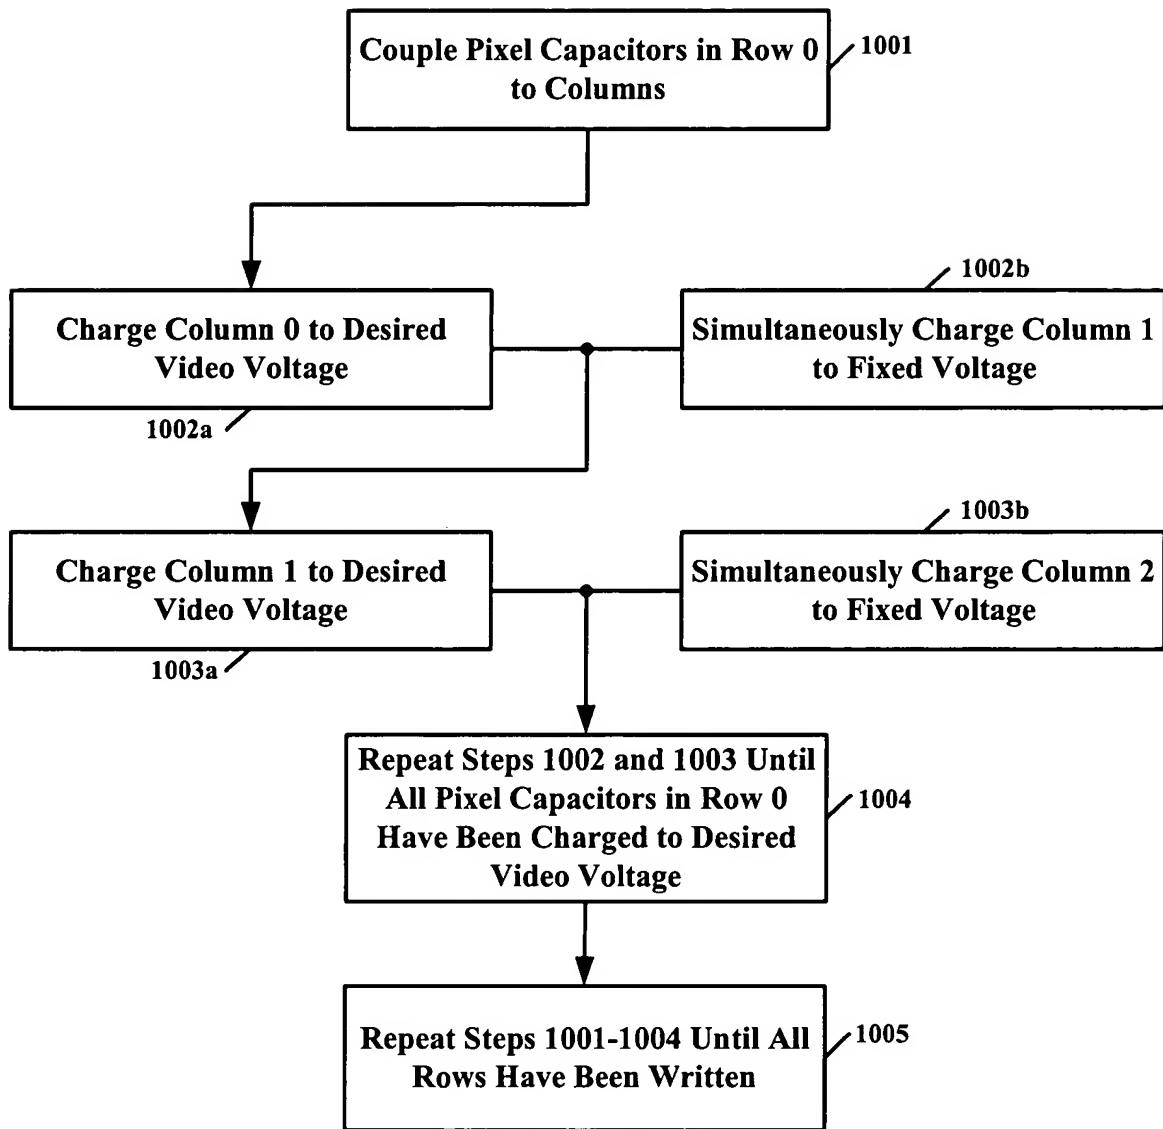 Couple Pixel Capacitors in Row 0
to Columns
1001
1002b
Charge Column 0 to Desired
Video Voltage
Simultaneously Charge Column 1
to Fixed Voltage
1002a
1003b
Charge Column 1 to Desired
Video Voltage
Simultaneously Charge Column 2
to Fixed Voltage
1003a
Repeat Steps 1002 and 1003 Until
All Pixel Capacitors in Row 0
Have Been Charged to Desired
Video Voltage
1004
Repeat Steps 1001-1004 Until All
Rows Have Been Written
1005